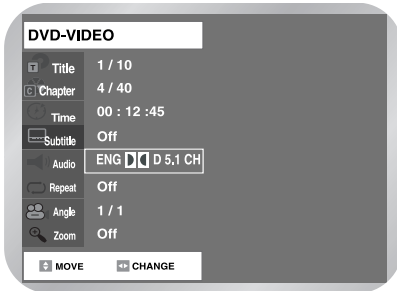 DVD-VIDEO
T Title 1 / 10
C Chapter 4 / 40
Time 00 : 12 :45
Subtitle Off
Audio ENG D 5.1 CH
Repeat Off
Angle 1 / 1
Zoom Off
MOVE CHANGE